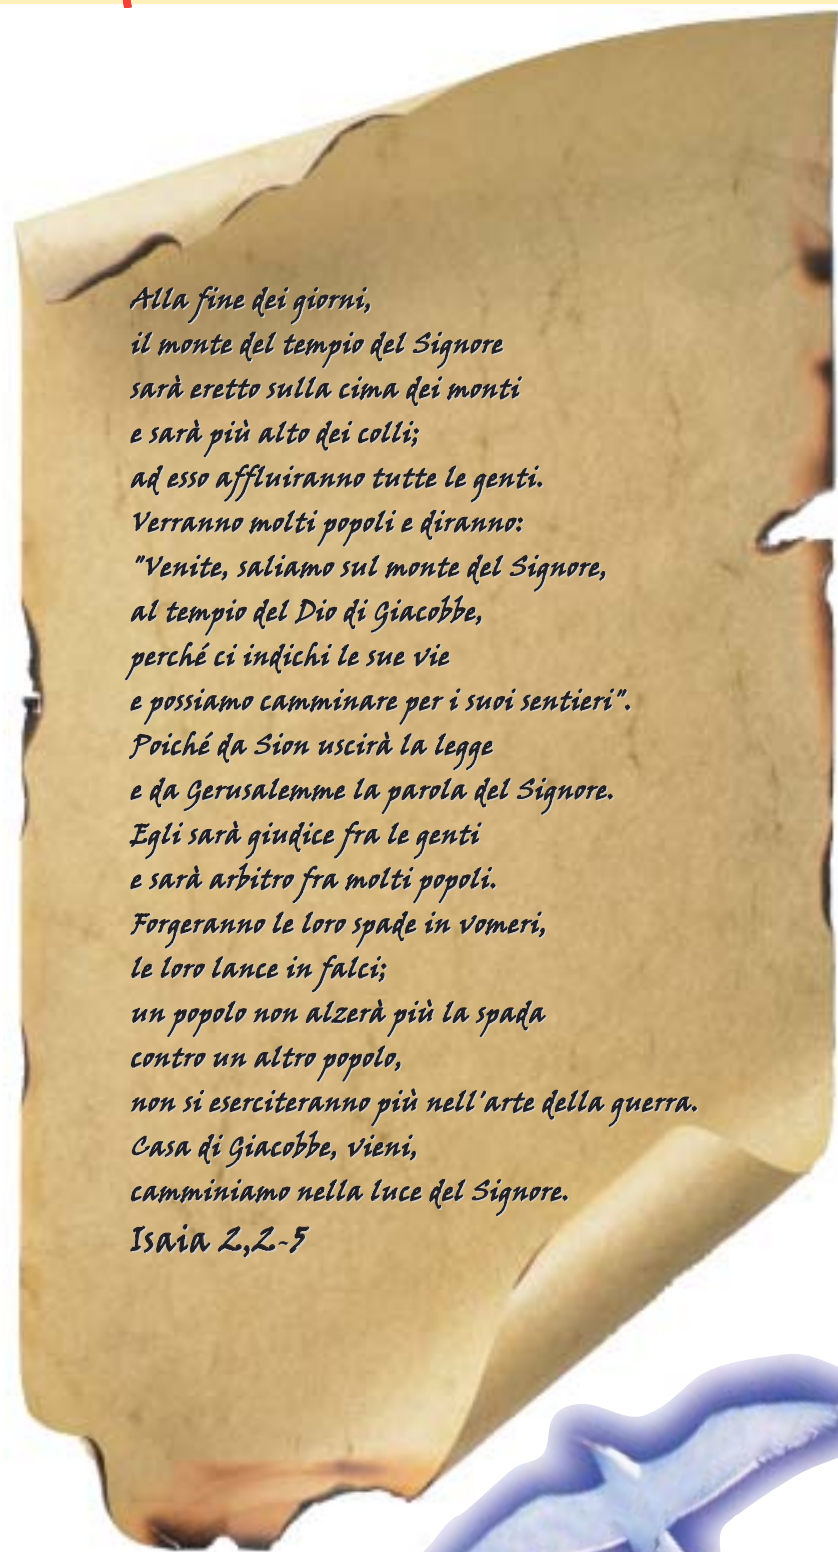 Alla fine dei giorni,
il monte del tempio del Signore
sarà eretto sulla cima dei monti
e sarà più alto dei colli;
ad esso affluiranno tutte le genti.
Verranno molti popoli e diranno:
"Venite, saliamo sul monte del Signore,
al tempio del Dio di Giacobbe,
perché ci indichi le sue vie
e possiamo camminare per i suoi sentieri".
Poiché da Sion uscirà la legge
e da Gerusalemme la parola del Signore.
Egli sarà giudice fra le genti
e sarà arbitro fra molti popoli.
Forgeranno le loro spade in vomeri,
le loro lance in falci;
un popolo non alzerà più la spada
contro un altro popolo,
non si eserciteranno più nell'arte della guerra.
Casa di Giacobbe, vieni,
camminiamo nella luce del Signore.
Isaia 2,2-5